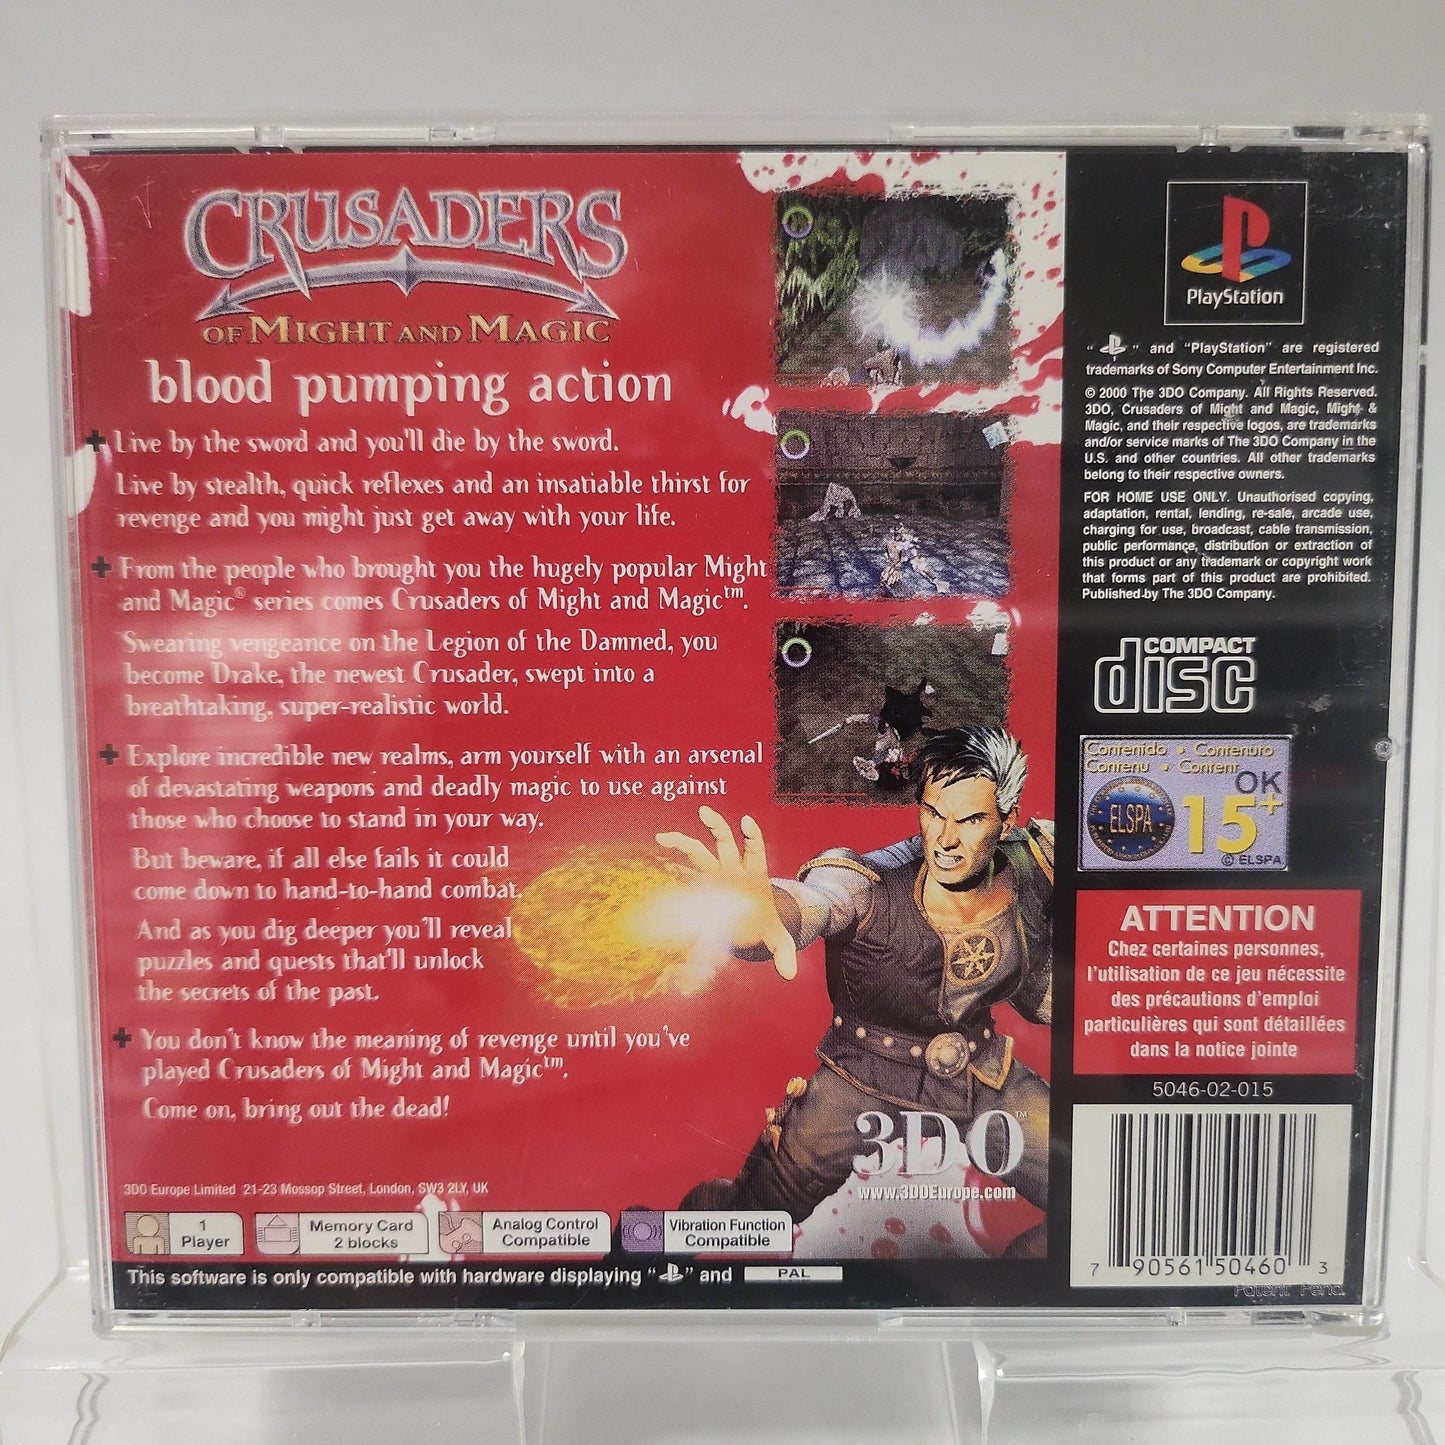 CRUSADERS
OF MIGHT AND MAGIC
blood pumping action
Live by the sword and you'll die by the sword.
Live by stealth, quick reflexes and an insatiable thirst for
revenge and you might just get away with your life.
From the people who brought you the hugely popular Might
and Magic® series comes Crusaders of Might and Magic™.
Swearing vengeance on the Legion of the Damned, you
become Drake, the newest Crusader, swept into a
breathtaking, super-realistic world.
Explore incredible new realms, arm yourself with an arsenal
of devastating weapons and deadly magic to use against
those who choose to stand in your way.
But beware, if all else fails it could
come down to hand-to-hand combat.
And as you dig deeper you'll reveal
puzzles and quests that'll unlock
the secrets of the past.
You don't know the meaning of revenge until you've
played Crusaders of Might and Magic™.
Come on, bring out the dead!
3DO™
www.3DOEurope.com
3DO Europe Limited 21-23 Mossop Street, London, SW3 2LY, UK
1
Player
Memory Card
2 blocks
Analog Control
Compatible
Vibration Function
Compatible
This software is only compatible with hardware displaying " " and PAL
PlayStation
" " and "PlayStation" are registered
trademarks of Sony Computer Entertainment Inc.
© 2000 The 3DO Company. All Rights Reserved.
3DO, Crusaders of Might and Magic, Might &
Magic, and their respective logos, are trademarks
and/or service marks of The 3DO Company in the
U.S. and other countries. All other trademarks
belong to their respective owners.
FOR HOME USE ONLY. Unauthorised copying,
adaptation, rental, lending, re-sale, arcade use,
charging for use, broadcast, cable transmission,
public performance, distribution or extraction of
this product or any trademark or copyright work
that forms part of this product are prohibited.
Published by The 3DO Company.
COMPACT
disc
Contenido • Contenuto
Contenu • Content
OK
ELSPA
15+
© ELSPA
ATTENTION
Chez certaines personnes,
l'utilisation de ce jeu nécessite
des précautions d'emploi
particulières qui sont détaillées
dans la notice jointe
5046-02-015
7 90561 50460 3